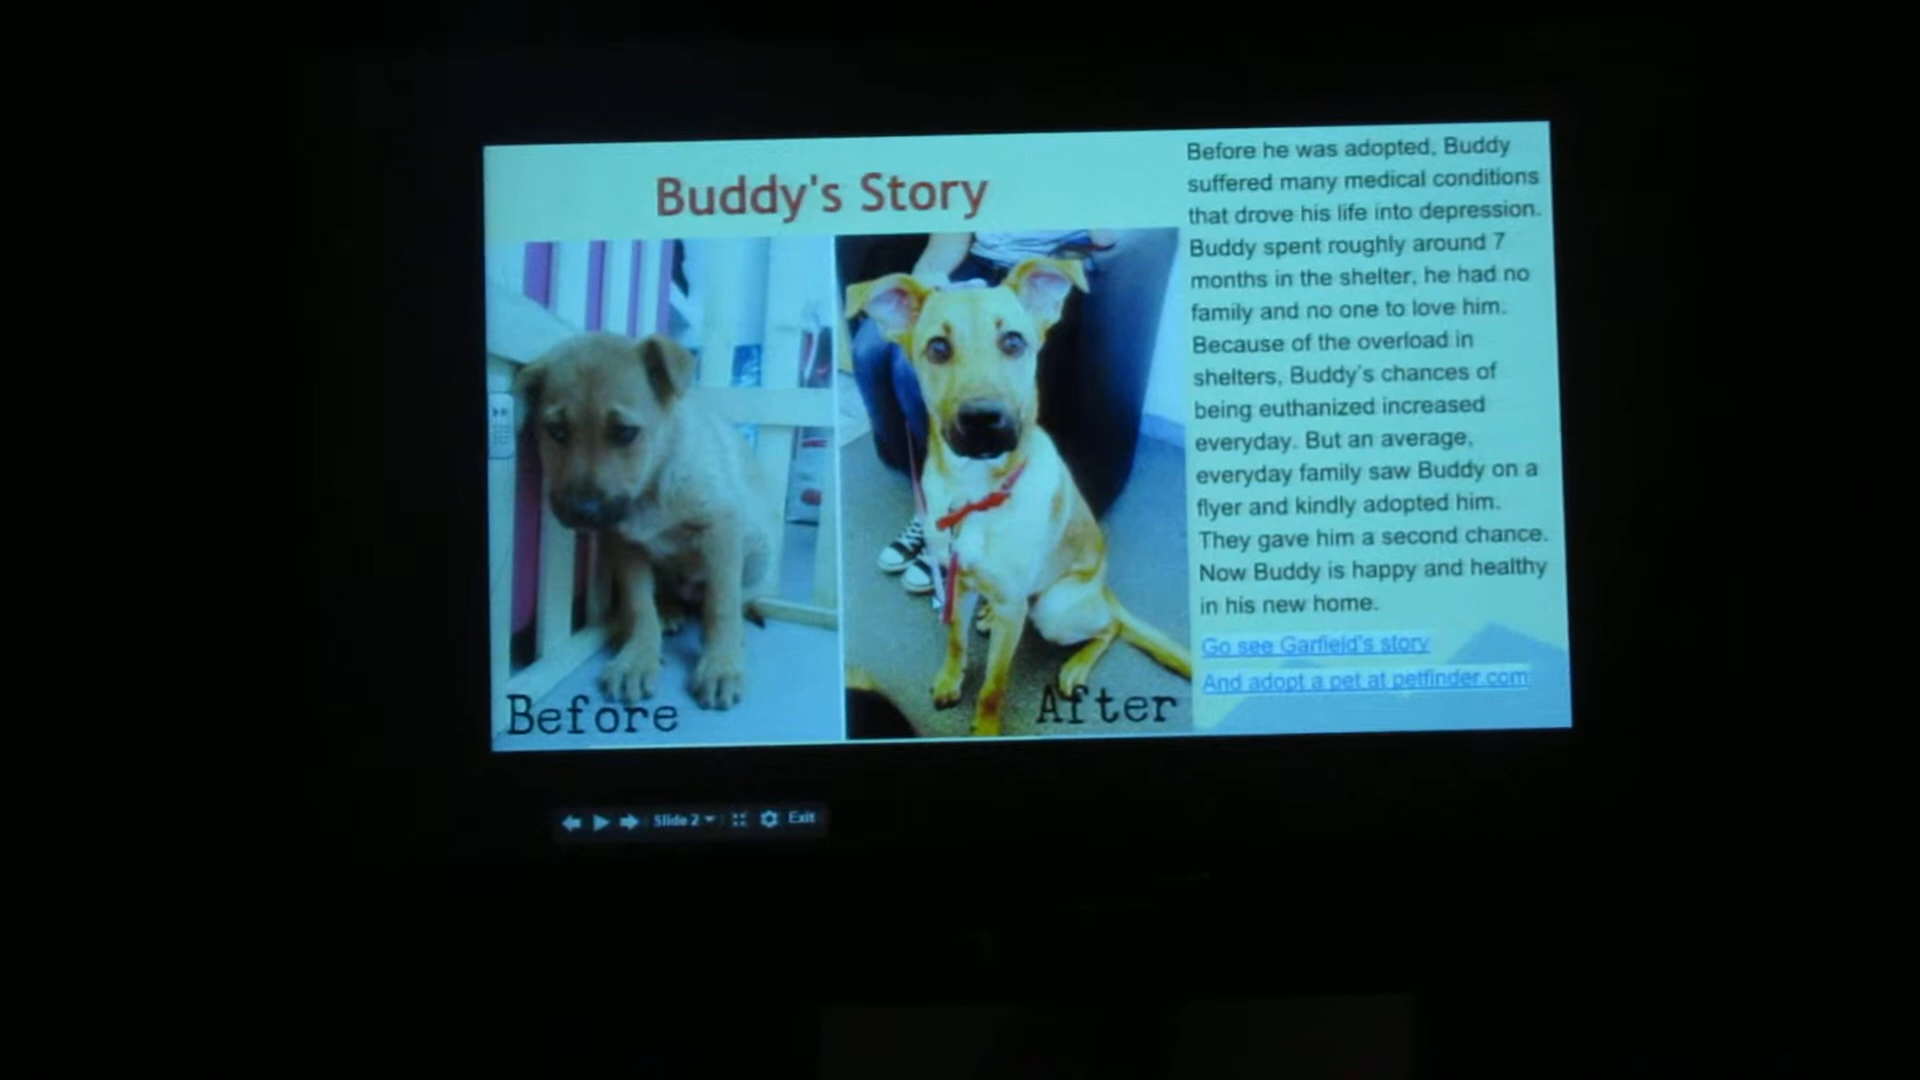 Buddy's Story
Before he was adopted, Buddy
suffered many medical conditions
that drove his life into depression.
Buddy spent roughly around 7
months in the shelter, he had no
family and no one to love him.
Because of the overload in
shelters, Buddy's chances of
being euthanized increased
everyday. But an average,
everyday family saw Buddy on a
flyer and kindly adopted him.
They gave him a second chance.
Now Buddy is happy and healthy
in his new home.
Go see Garfield's story
And adopt a pet at petfinder.com
Before
After
Slide 2
Exit